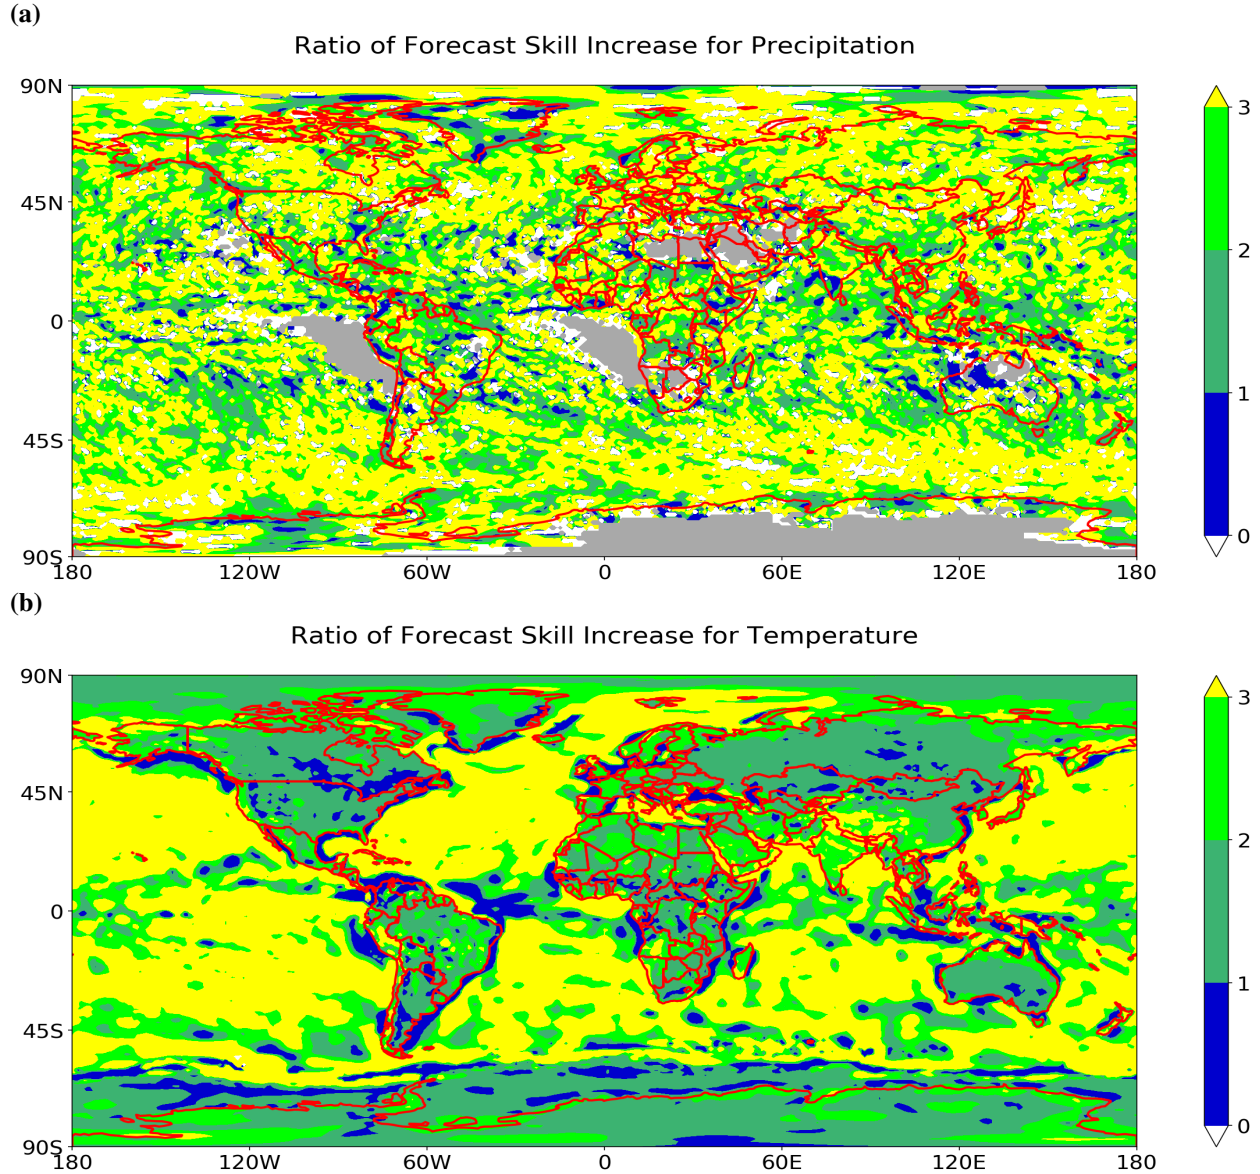 (a)
Ratio of Forecast Skill Increase for Precipitation
90N
45N
0
45S
90S
180
120W
60W
0
60E
120E
180
3
2
1
0
(b)
Ratio of Forecast Skill Increase for Temperature
90N
45N
0
45S
90S
180
120W
60W
0
60E
120E
180
3
2
1
0